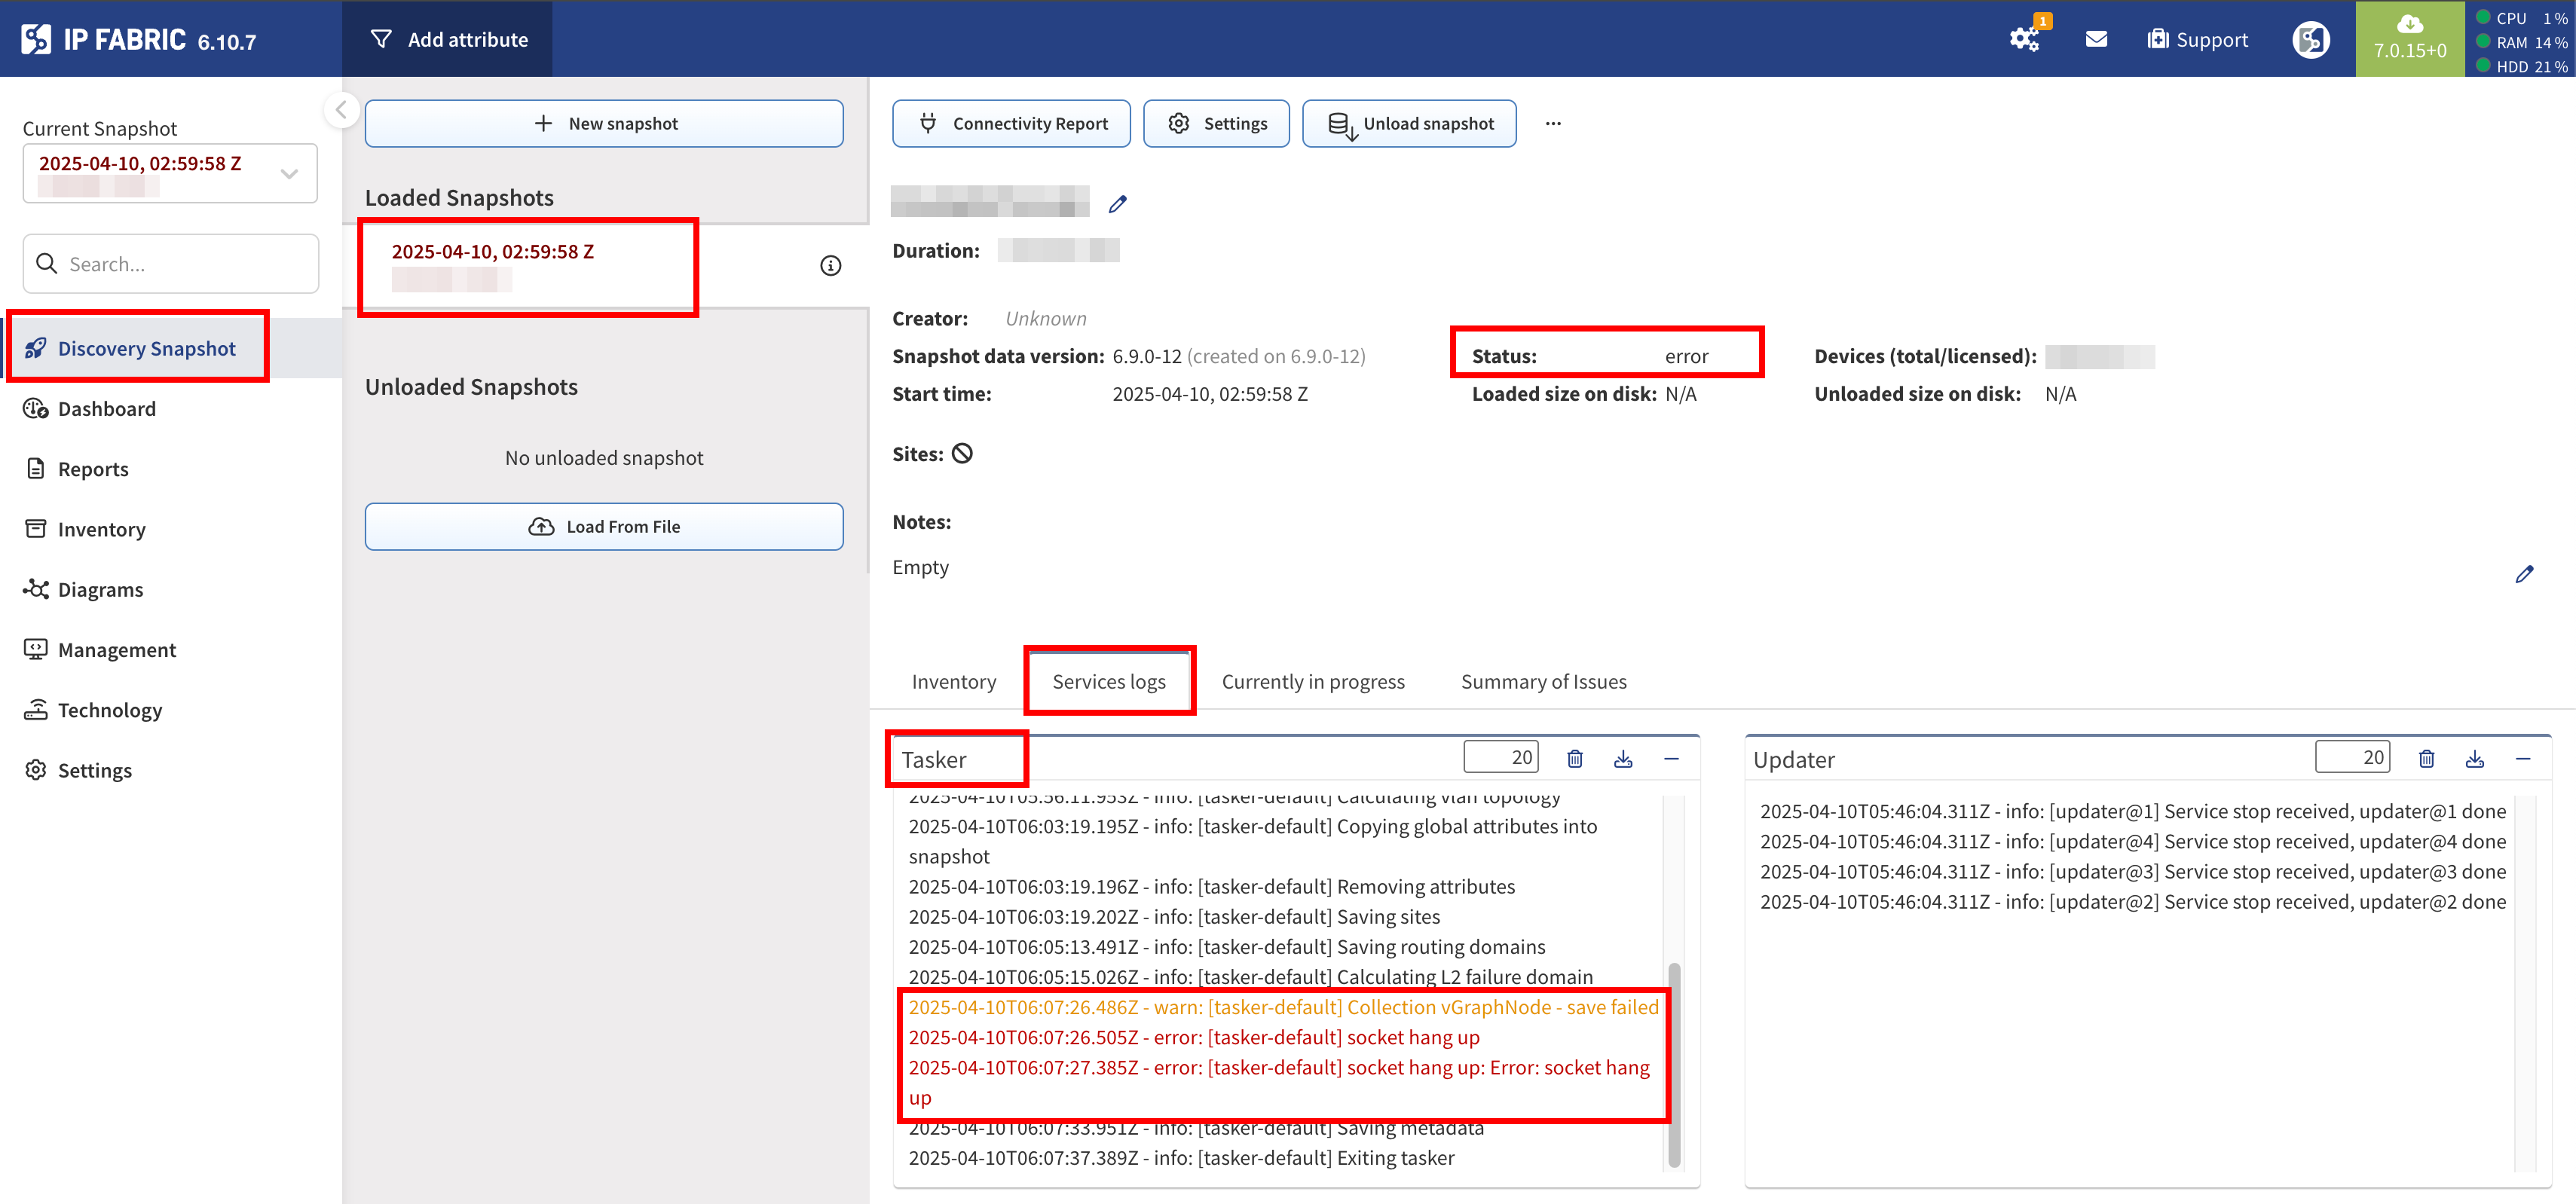 IP FABRIC 6.10.7
Add attribute
1
Support
7.0.15+0
CPU 1 %
RAM 14 %
HDD 21 %
Current Snapshot
2025-04-10, 02:59:58 Z
Search...
Discovery Snapshot
Dashboard
Reports
Inventory
Diagrams
Management
Technology
Settings
New snapshot
Loaded Snapshots
2025-04-10, 02:59:58 Z
Unloaded Snapshots
No unloaded snapshot
Load From File
Connectivity Report
Settings
Unload snapshot
...
Duration:
Creator: Unknown
Snapshot data version: 6.9.0-12 (created on 6.9.0-12)
Status: error
Devices (total/licensed):
Start time: 2025-04-10, 02:59:58 Z
Loaded size on disk: N/A
Unloaded size on disk: N/A
Sites:
Notes:
Empty
Inventory
Services logs
Currently in progress
Summary of Issues
Tasker
20
2025-04-10T05:56:11.953Z - info: [tasker-default] Calculating vlan topology
2025-04-10T06:03:19.195Z - info: [tasker-default] Copying global attributes into
snapshot
2025-04-10T06:03:19.196Z - info: [tasker-default] Removing attributes
2025-04-10T06:03:19.202Z - info: [tasker-default] Saving sites
2025-04-10T06:05:13.491Z - info: [tasker-default] Saving routing domains
2025-04-10T06:05:15.026Z - info: [tasker-default] Calculating L2 failure domain
2025-04-10T06:07:26.486Z - warn: [tasker-default] Collection vGraphNode - save failed
2025-04-10T06:07:26.505Z - error: [tasker-default] socket hang up
2025-04-10T06:07:27.385Z - error: [tasker-default] socket hang up: Error: socket hang
up
2025-04-10T06:07:33.951Z - info: [tasker-default] Saving metadata
2025-04-10T06:07:37.389Z - info: [tasker-default] Exiting tasker
Updater
20
2025-04-10T05:46:04.311Z - info: [updater@1] Service stop received, updater@1 done
2025-04-10T05:46:04.311Z - info: [updater@4] Service stop received, updater@4 done
2025-04-10T05:46:04.311Z - info: [updater@3] Service stop received, updater@3 done
2025-04-10T05:46:04.311Z - info: [updater@2] Service stop received, updater@2 done